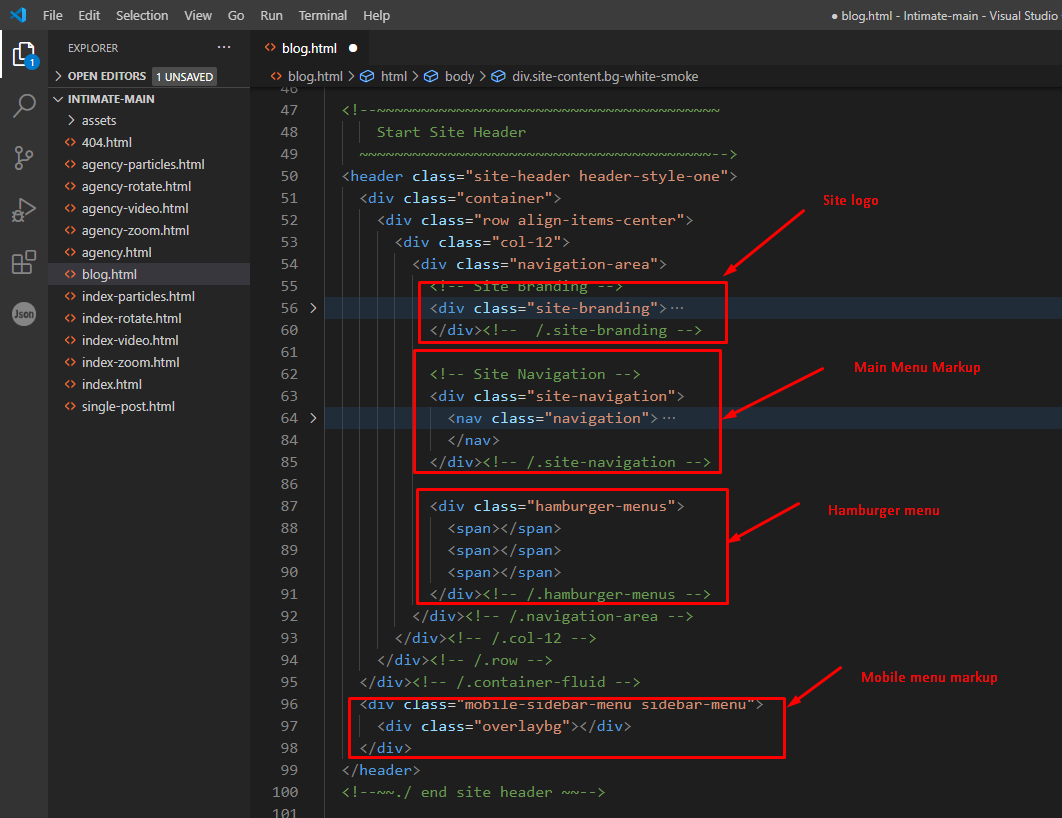 File Edit Selection View Go Run Terminal Help ● blog.html - Intimate-main - Visual Studio
EXPLORER ···
1
OPEN EDITORS 1 UNSAVED
INTIMATE-MAIN
assets
404.html
agency-particles.html
agency-rotate.html
agency-video.html
agency-zoom.html
agency.html
blog.html
index-particles.html
index-rotate.html
index-video.html
index-zoom.html
index.html
single-post.html
Json
blog.html ●
blog.html > html > body > div.site-content.bg-white-smoke
46
47 <!--~~~~~~~~~~~~~~~~~~~~~~~~~~~~~~~~~~~~~~~
48 Start Site Header
49 ~~~~~~~~~~~~~~~~~~~~~~~~~~~~~~~~~~~~~~~~-->
50 <header class="site-header header-style-one">
51 <div class="container">
52 <div class="row align-items-center">
53 <div class="col-12">
54 <div class="navigation-area">
55 <!-- Site Branding -->
56 <div class="site-branding">···
60 </div><!--  /.site-branding -->
61
62 <!-- Site Navigation -->
63 <div class="site-navigation">
64 <nav class="navigation">···
84 </nav>
85 </div><!-- /.site-navigation -->
86
87 <div class="hamburger-menus">
88 <span></span>
89 <span></span>
90 <span></span>
91 </div><!-- /.hamburger-menus -->
92 </div><!-- /.navigation-area -->
93 </div><!-- /.col-12 -->
94 </div><!-- /.row -->
95 </div><!-- /.container-fluid -->
96 <div class="mobile-sidebar-menu sidebar-menu">
97 <div class="overlaybg"></div>
98 </div>
99 </header>
100 <!--~~./ end site header ~~-->
101
Site logo
Main Menu Markup
Hamburger menu
Mobile menu markup